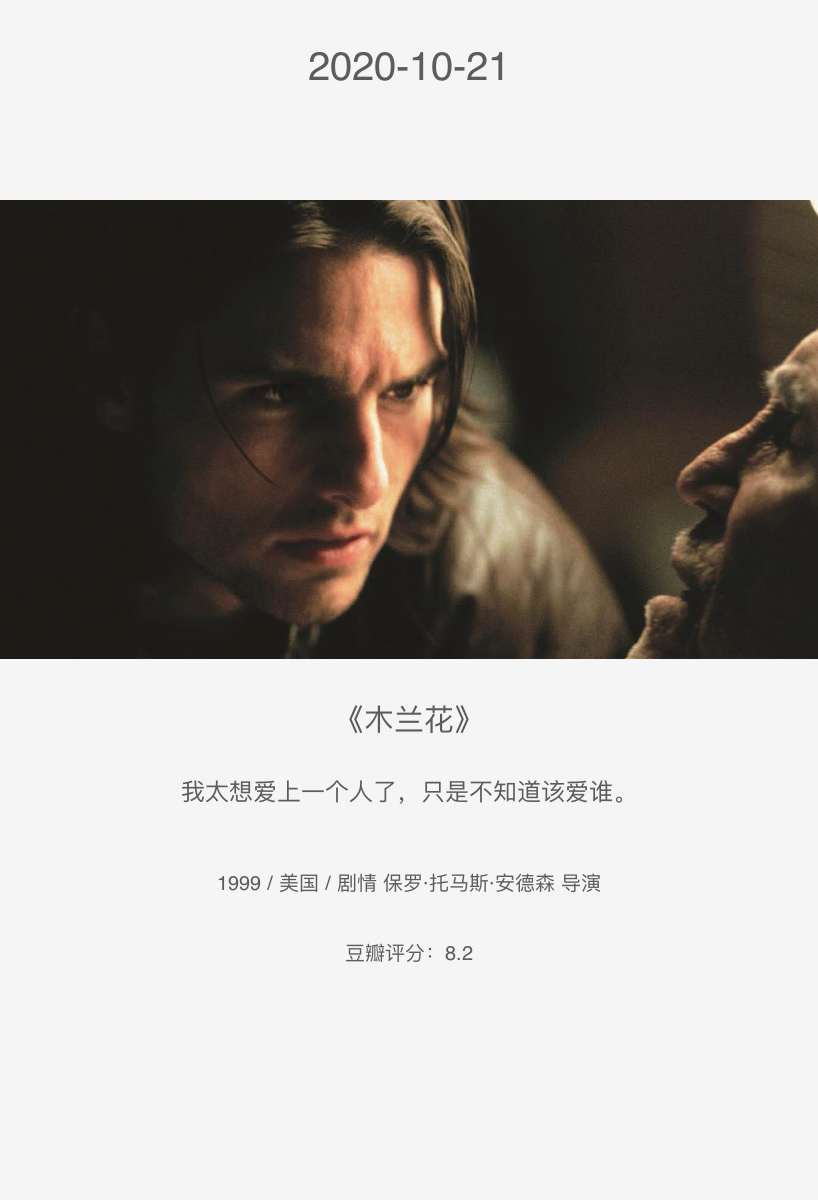 2020-10-21
《木兰花》
我太想爱上一个人了，只是不知道该爱谁。
1999 / 美国 / 剧情 保罗·托马斯·安德森 导演
豆瓣评分：8.2